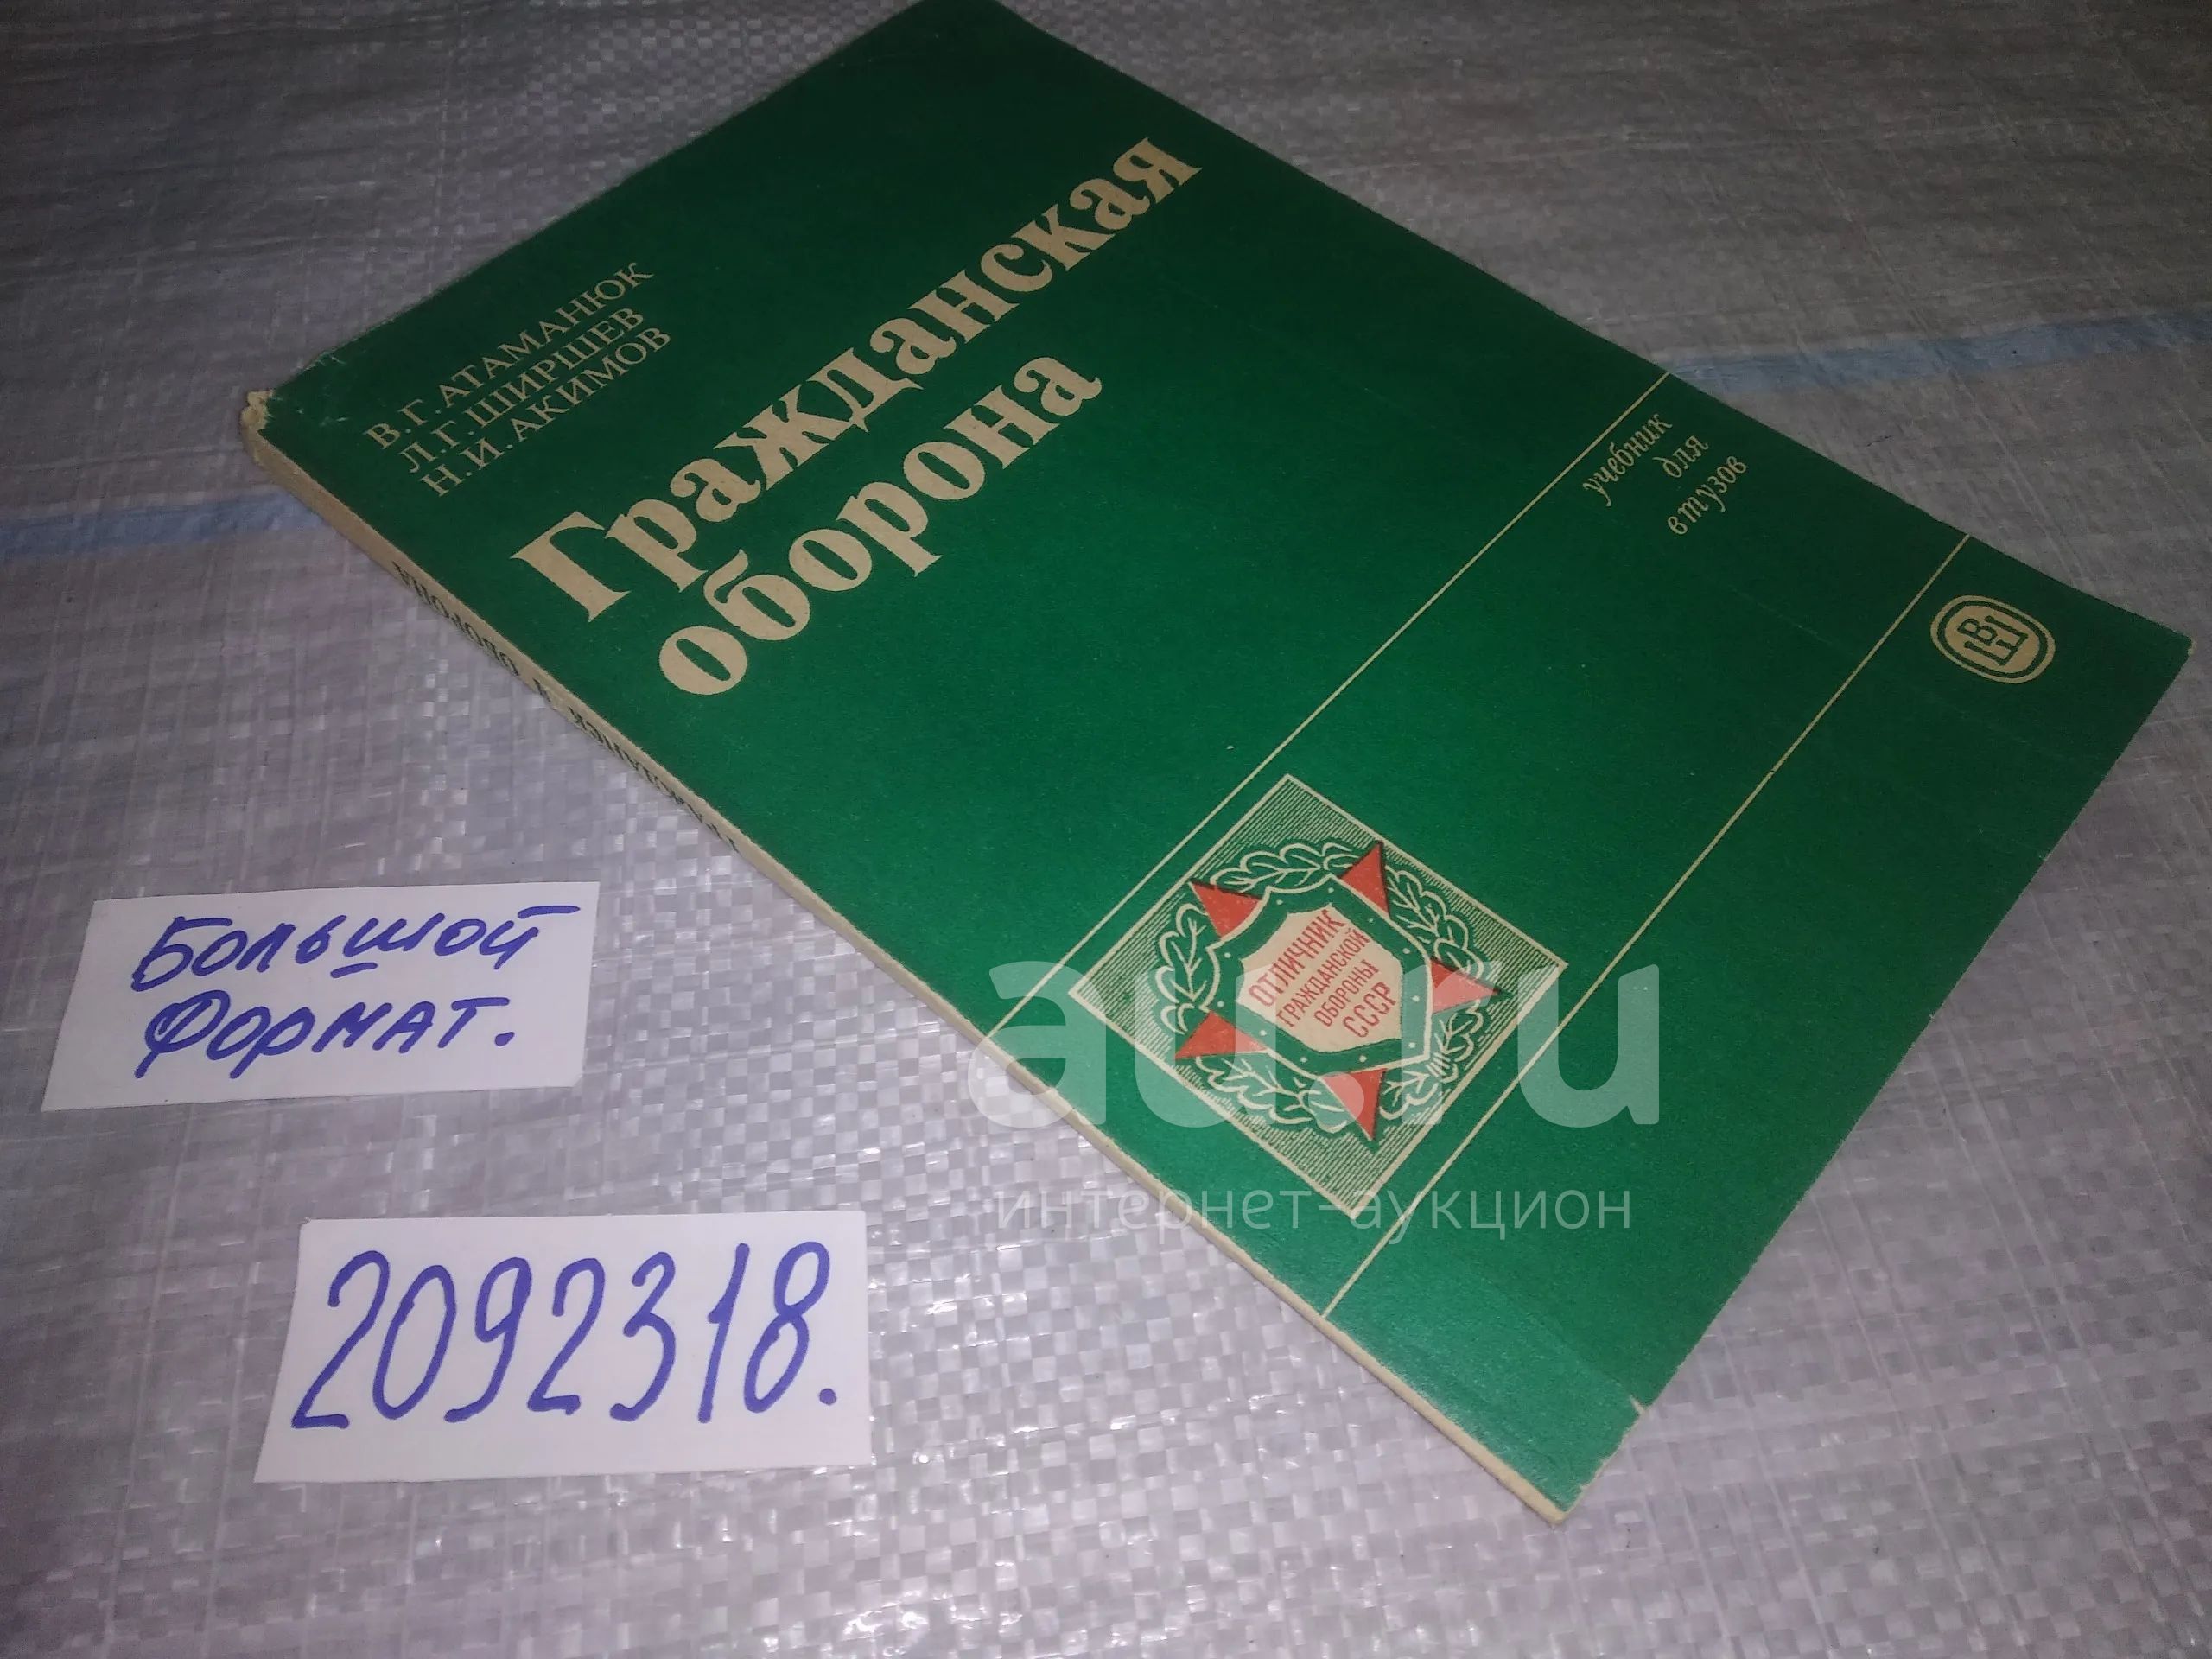 В.Г. АТАМАНЮК
Л.Г. ШИРШЕВ
Н.И. АКИМОВ
Гражданская
оборона
учебник
для
втузов
ОТЛИЧНИК
ГРАЖДАНСКОЙ
ОБОРОНЫ
СССР
au.ru
интернет-аукцион
Большой
формат.
2092318.